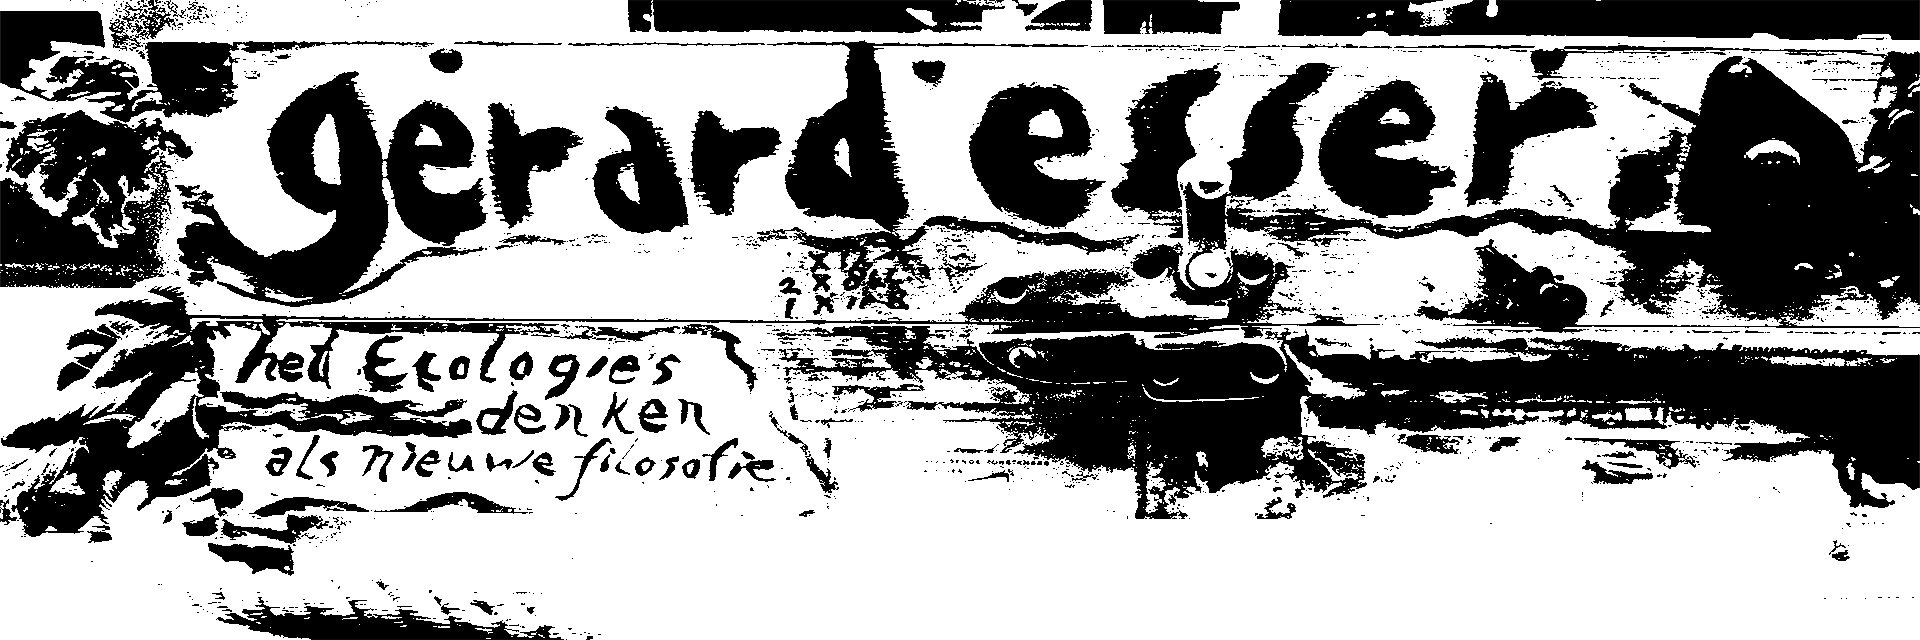 gerard esser
het Ecologies
denken
als nieuwe filosofie